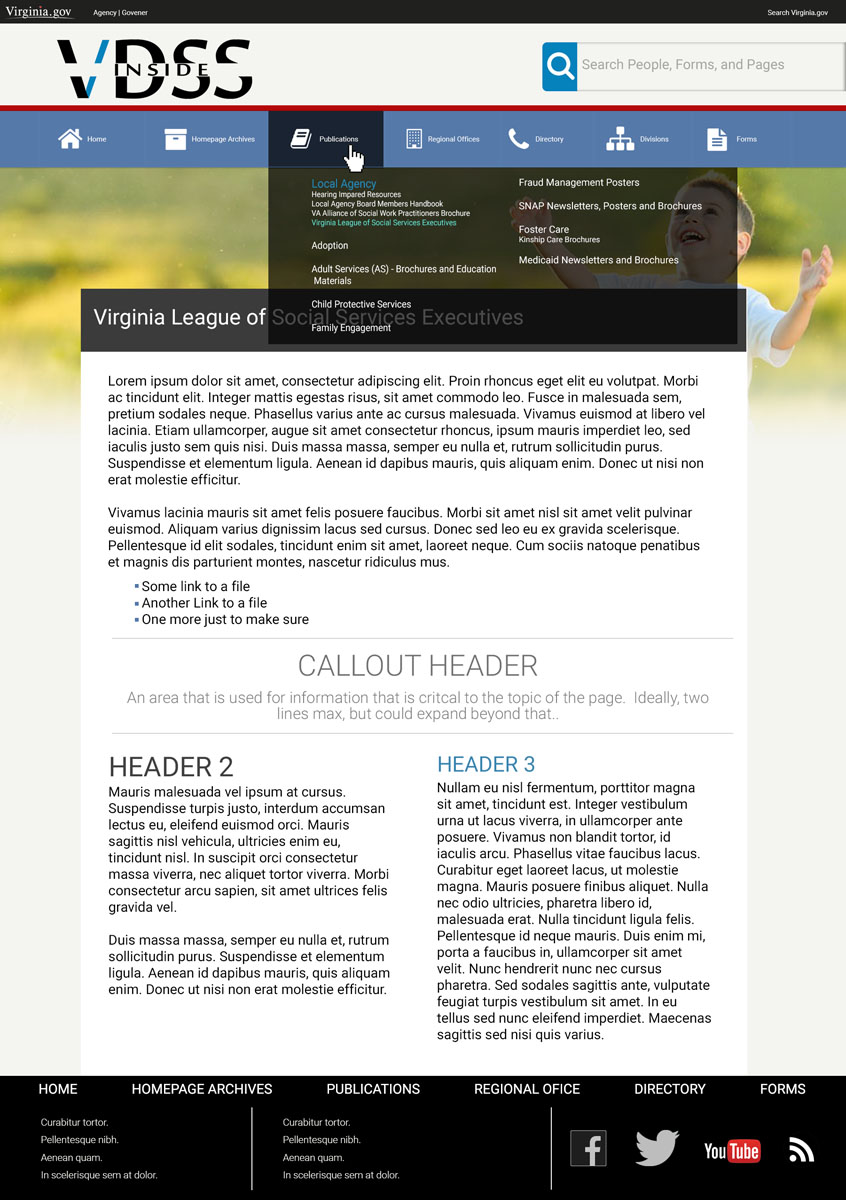 Virginia.gov Agency | Govener Search Virginia.gov
VDSS
INSIDE
Search People, Forms, and Pages
Home Homepage Archives Publications Regional Offices Directory Divisions Forms
Local Agency
Hearing Impared Resources
Local Agency Board Members Handbook
VA Alliance of Social Work Practitioners Brochure
Virginia League of Social Services Executives
Adoption
Adult Services (AS) - Brochures and Education
Materials
Child Protective Services
Family Engagement
Fraud Management Posters
SNAP Newsletters, Posters and Brochures
Foster Care
Kinship Care Brochures
Medicaid Newsletters and Brochures
Virginia League of Social Services Executives
Lorem ipsum dolor sit amet, consectetur adipiscing elit. Proin rhoncus eget elit eu volutpat. Morbi
ac tincidunt elit. Integer mattis egestas risus, sit amet commodo leo. Fusce in malesuada sem,
pretium sodales neque. Phasellus varius ante ac cursus malesuada. Vivamus euismod at libero vel
lacinia. Etiam ullamcorper, augue sit amet consectetur rhoncus, ipsum mauris imperdiet leo, sed
iaculis justo sem quis nisi. Duis massa massa, semper eu nulla et, rutrum sollicitudin purus.
Suspendisse et elementum ligula. Aenean id dapibus mauris, quis aliquam enim. Donec ut nisi non
erat molestie efficitur.
Vivamus lacinia mauris sit amet felis posuere faucibus. Morbi sit amet nisl sit amet velit pulvinar
euismod. Aliquam varius dignissim lacus sed cursus. Donec sed leo eu ex gravida scelerisque.
Pellentesque id elit sodales, tincidunt enim sit amet, laoreet neque. Cum sociis natoque penatibus
et magnis dis parturient montes, nascetur ridiculus mus.
Some link to a file
Another Link to a file
One more just to make sure
CALLOUT HEADER
An area that is used for information that is critcal to the topic of the page. Ideally, two
lines max, but could expand beyond that..
HEADER 2
Mauris malesuada vel ipsum at cursus.
Suspendisse turpis justo, interdum accumsan
lectus eu, eleifend euismod orci. Mauris
sagittis nisl vehicula, ultricies enim eu,
tincidunt nisl. In suscipit orci consectetur
massa viverra, nec aliquet tortor viverra. Morbi
consectetur arcu sapien, sit amet ultrices felis
gravida vel.
Duis massa massa, semper eu nulla et, rutrum
sollicitudin purus. Suspendisse et elementum
ligula. Aenean id dapibus mauris, quis aliquam
enim. Donec ut nisi non erat molestie efficitur.
HEADER 3
Nullam eu nisl fermentum, porttitor magna
sit amet, tincidunt est. Integer vestibulum
urna ut lacus viverra, in ullamcorper ante
posuere. Vivamus non blandit tortor, id
iaculis arcu. Phasellus vitae faucibus lacus.
Curabitur eget laoreet lacus, ut molestie
magna. Mauris posuere finibus aliquet. Nulla
nec odio ultricies, pharetra libero id,
malesuada erat. Nulla tincidunt ligula felis.
Pellentesque id neque mauris. Duis enim mi,
porta a faucibus in, ullamcorper sit amet
velit. Nunc hendrerit nunc nec cursus
pharetra. Sed sodales sagittis ante, vulputate
feugiat turpis vestibulum sit amet. In eu
tellus sed nunc eleifend imperdiet. Maecenas
sagittis sed nisi quis varius.
HOME HOMEPAGE ARCHIVES PUBLICATIONS REGIONAL OFICE DIRECTORY FORMS
Curabitur tortor.
Pellentesque nibh.
Aenean quam.
In scelerisque sem at dolor.
Curabitur tortor.
Pellentesque nibh.
Aenean quam.
In scelerisque sem at dolor.
f
YouTube